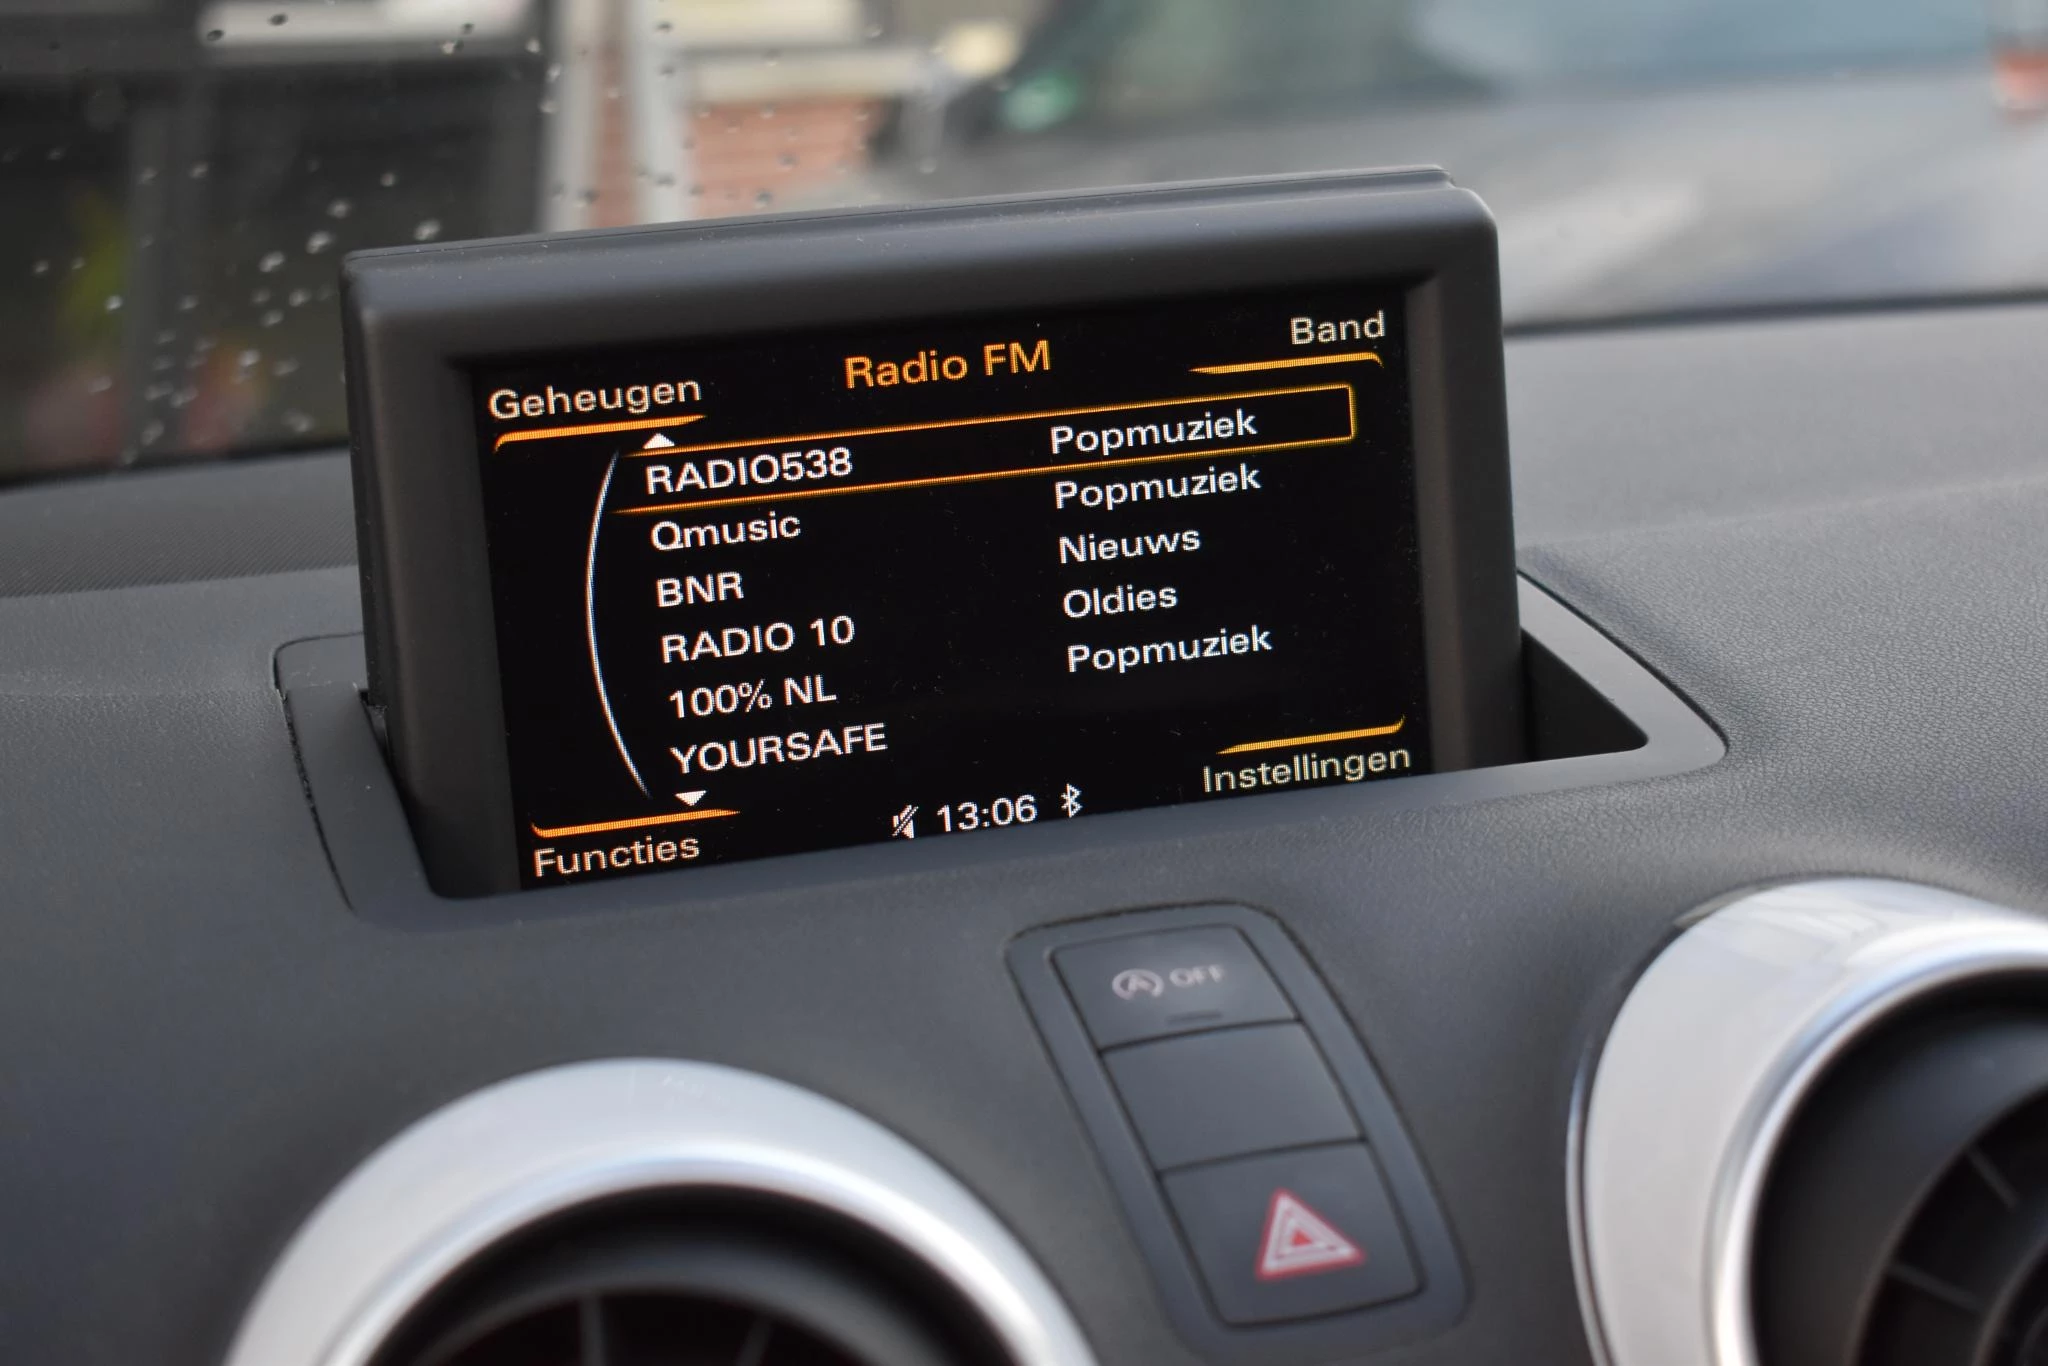 Geheugen Radio FM Band
RADIO538 Popmuziek
Qmusic Popmuziek
BNR Nieuws
RADIO 10 Oldies
100% NL Popmuziek
YOURSAFE
Functies 13:06 Instellingen
A OFF